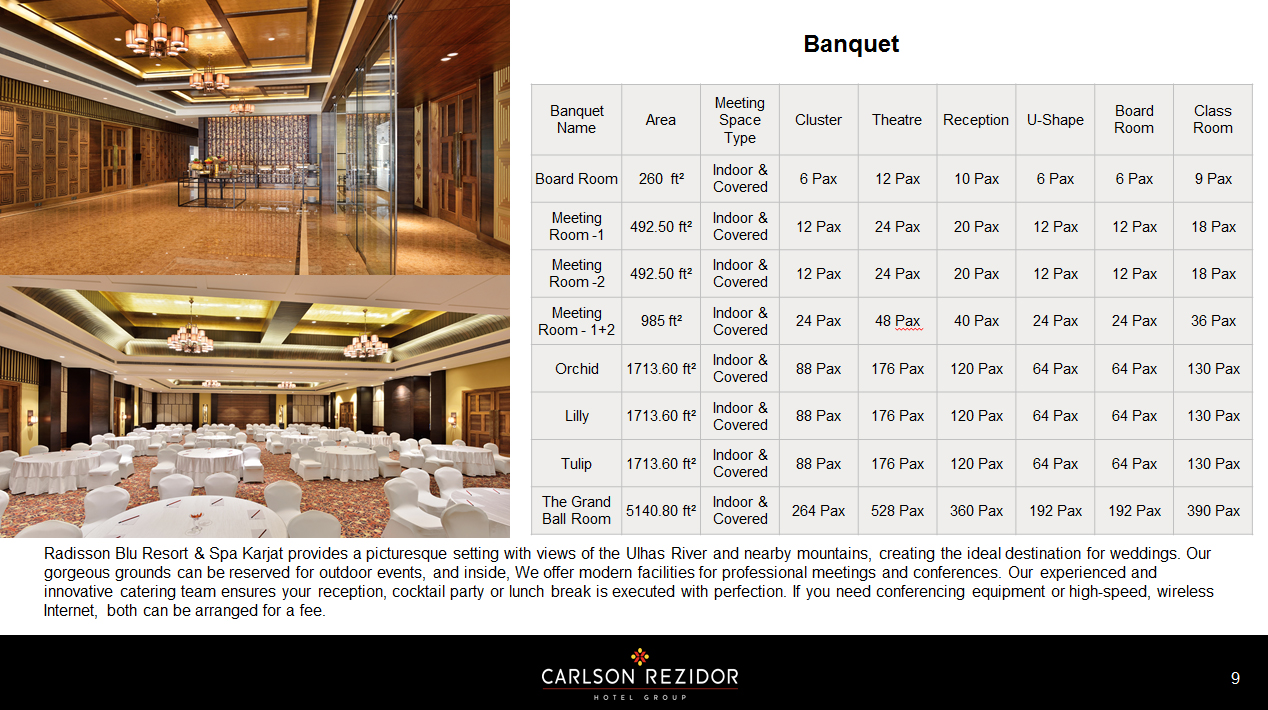 Banquet
Banquet Name Area Meeting Space Type Cluster Theatre Reception U-Shape Board Room Class Room
Board Room 260 ft² Indoor & Covered 6 Pax 12 Pax 10 Pax 6 Pax 6 Pax 9 Pax
Meeting Room -1 492.50 ft² Indoor & Covered 12 Pax 24 Pax 20 Pax 12 Pax 12 Pax 18 Pax
Meeting Room -2 492.50 ft² Indoor & Covered 12 Pax 24 Pax 20 Pax 12 Pax 12 Pax 18 Pax
Meeting Room - 1+2 985 ft² Indoor & Covered 24 Pax 48 Pax 40 Pax 24 Pax 24 Pax 36 Pax
Orchid 1713.60 ft² Indoor & Covered 88 Pax 176 Pax 120 Pax 64 Pax 64 Pax 130 Pax
Lilly 1713.60 ft² Indoor & Covered 88 Pax 176 Pax 120 Pax 64 Pax 64 Pax 130 Pax
Tulip 1713.60 ft² Indoor & Covered 88 Pax 176 Pax 120 Pax 64 Pax 64 Pax 130 Pax
The Grand Ball Room 5140.80 ft² Indoor & Covered 264 Pax 528 Pax 360 Pax 192 Pax 192 Pax 390 Pax
Radisson Blu Resort & Spa Karjat provides a picturesque setting with views of the Ulhas River and nearby mountains, creating the ideal destination for weddings. Our
gorgeous grounds can be reserved for outdoor events, and inside, We offer modern facilities for professional meetings and conferences. Our experienced and
innovative catering team ensures your reception, cocktail party or lunch break is executed with perfection. If you need conferencing equipment or high-speed, wireless
Internet, both can be arranged for a fee.
CARLSON REZIDOR
HOTEL GROUP
9